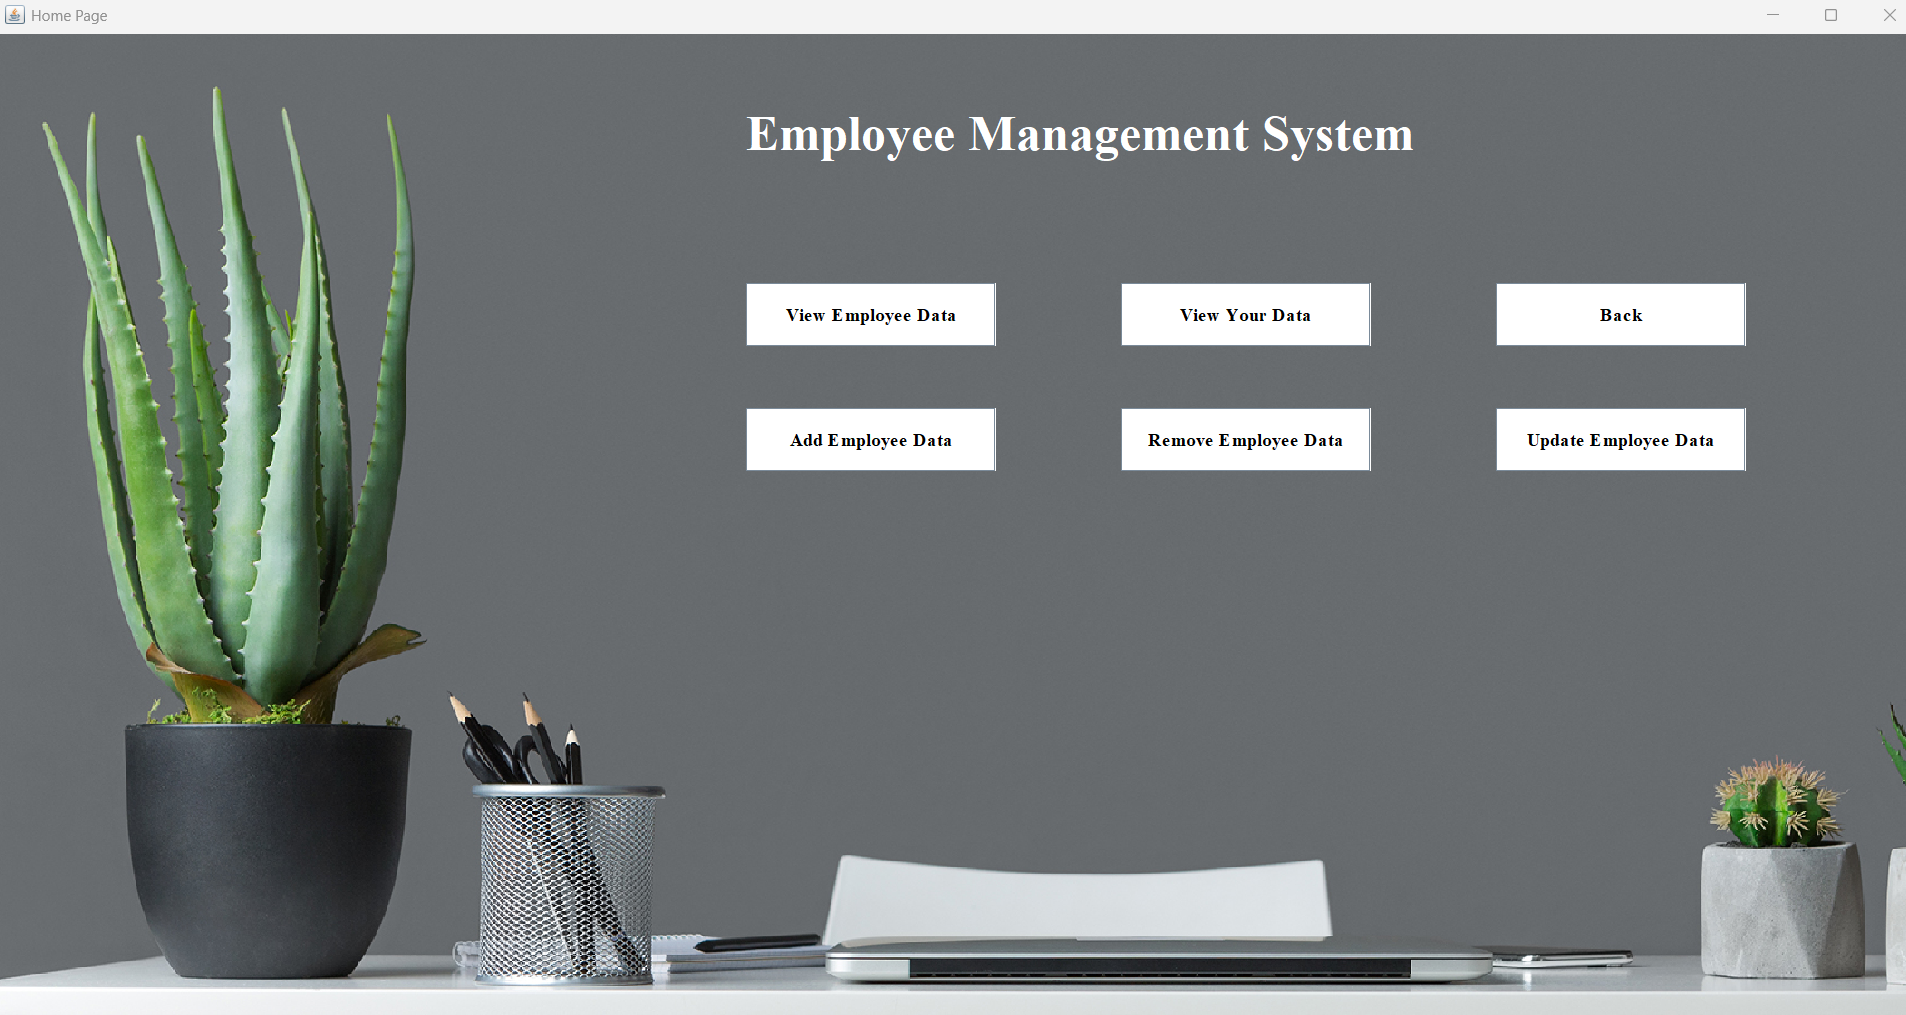 Home Page
Employee Management System
View Employee Data
View Your Data
Back
Add Employee Data
Remove Employee Data
Update Employee Data